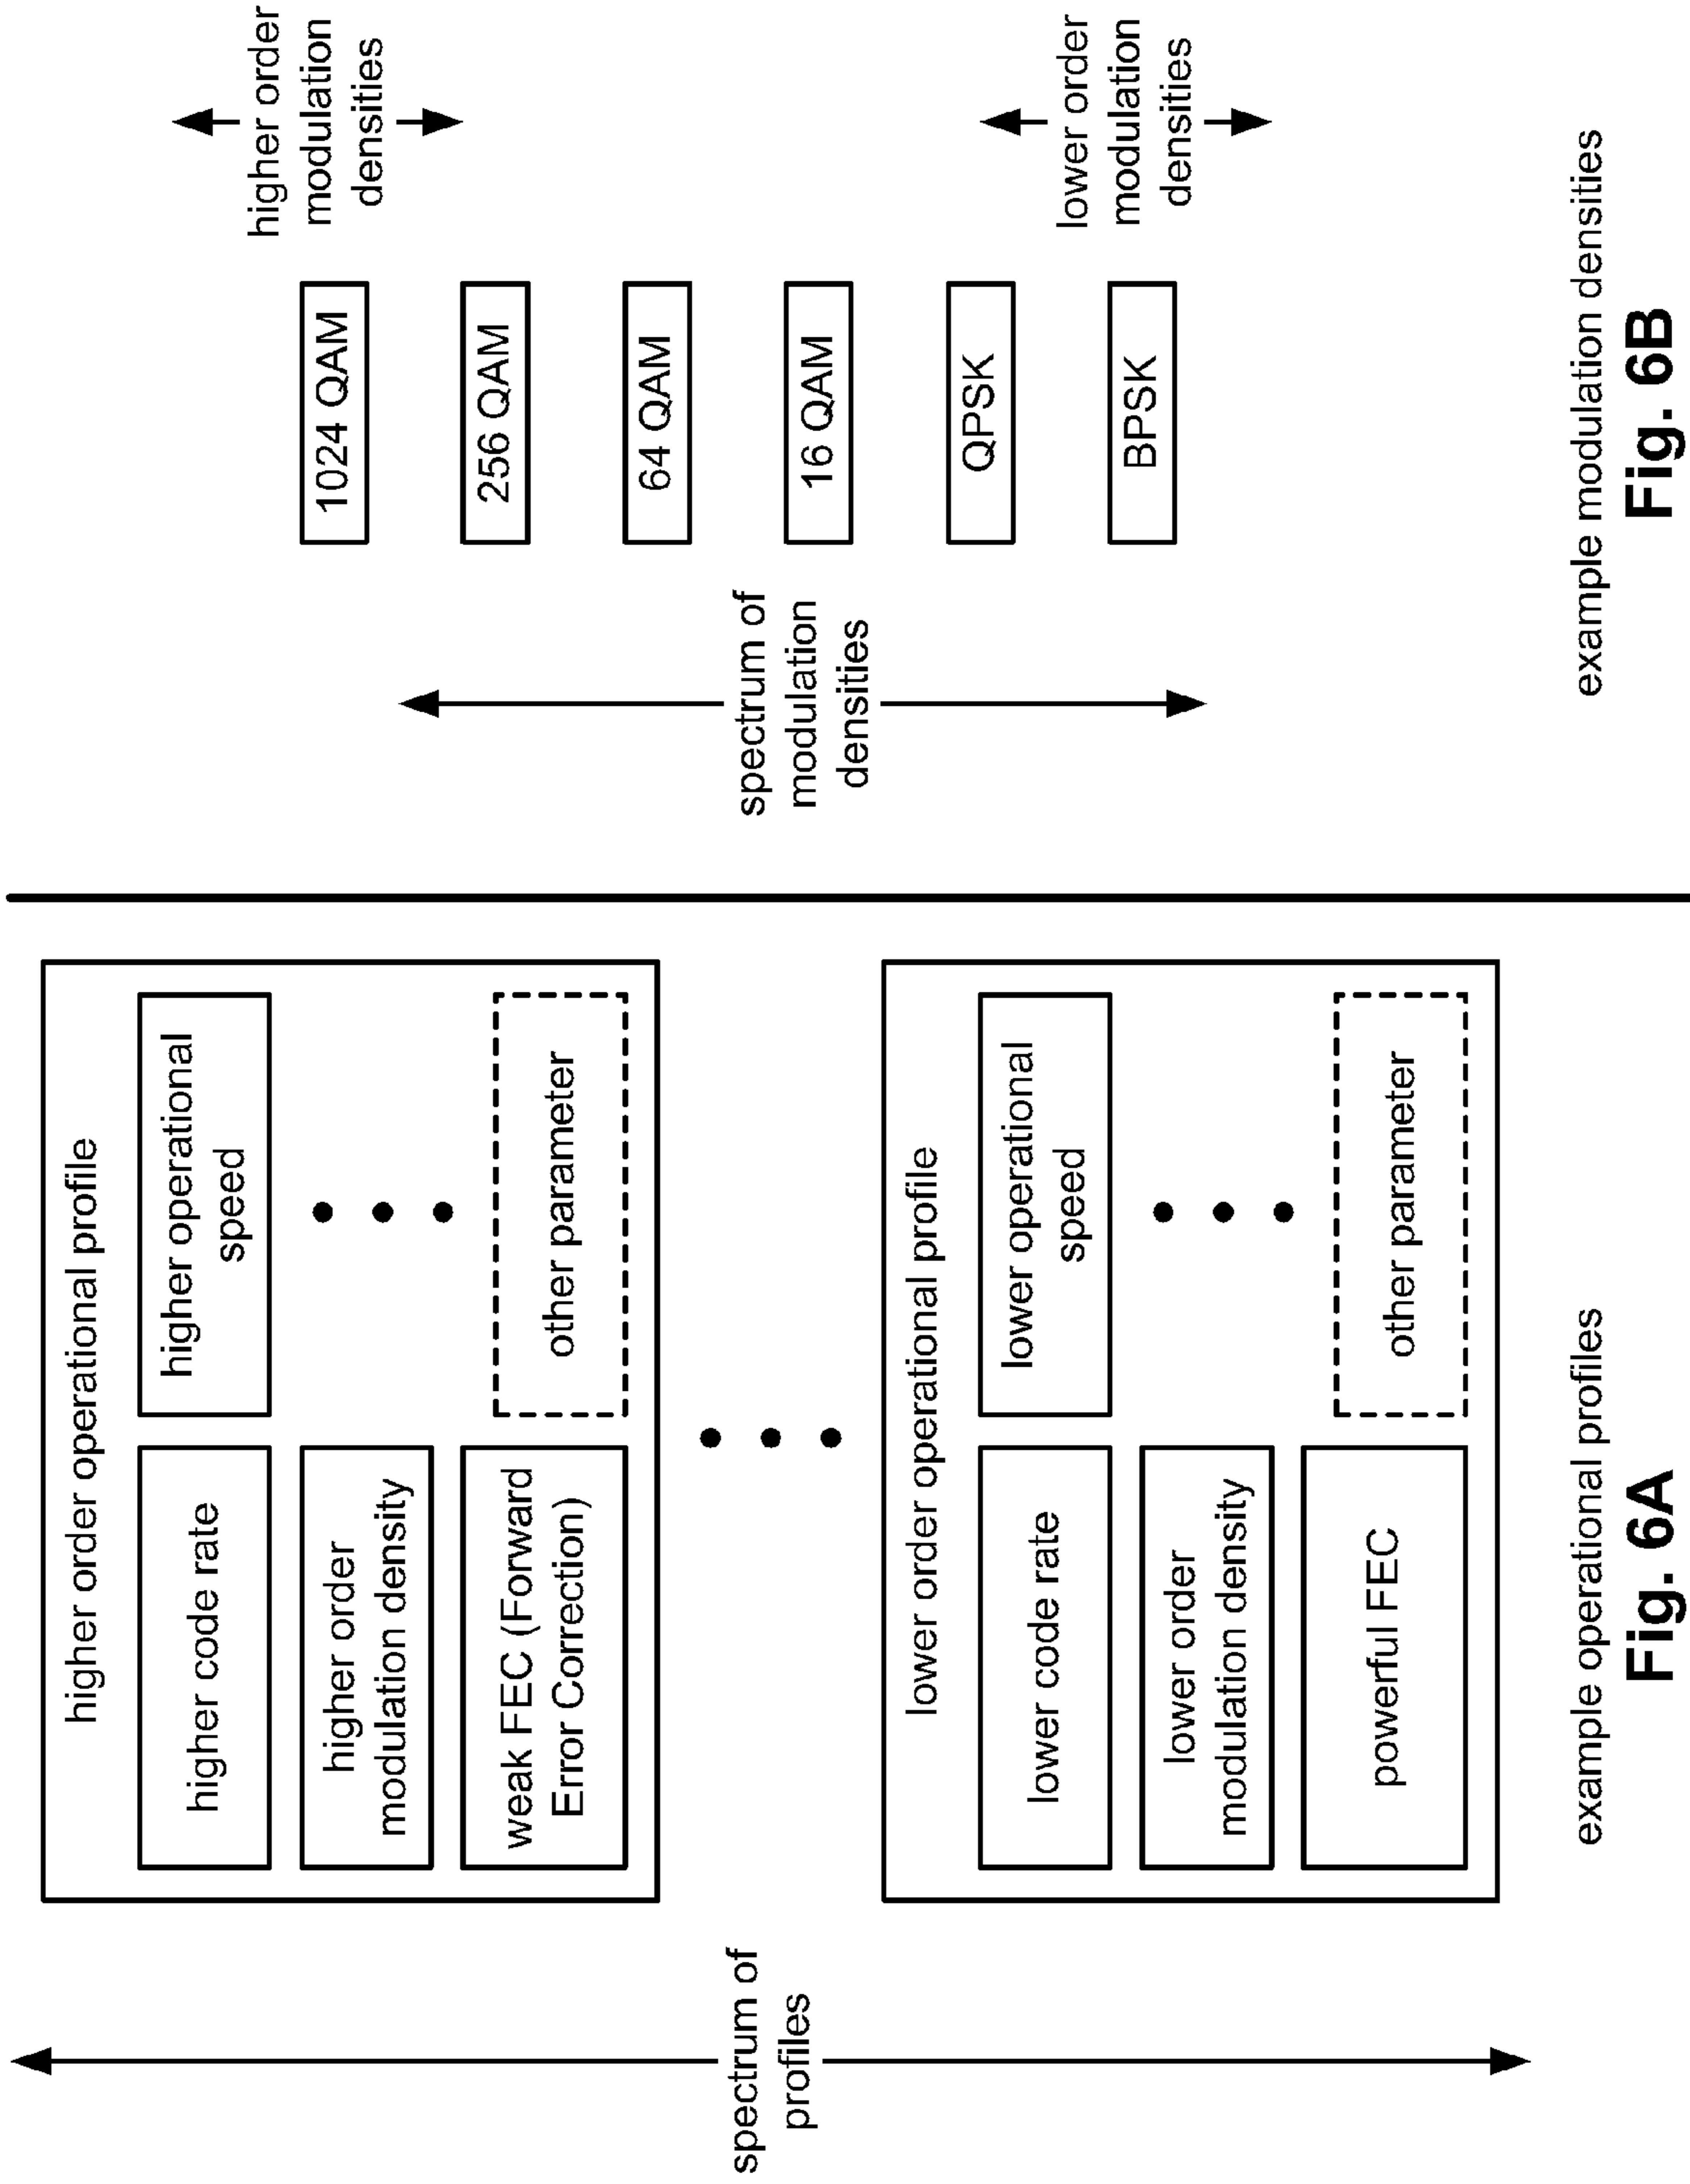 spectrum of
profiles
higher order operational profile
higher code rate
higher operational
speed
higher order
modulation density
weak FEC (Forward
Error Correction)
other parameter
lower order operational profile
lower code rate
lower operational
speed
lower order
modulation density
powerful FEC
other parameter
example operational profiles
Fig. 6A
spectrum of
modulation
densities
1024 QAM
256 QAM
64 QAM
16 QAM
QPSK
BPSK
higher order
modulation
densities
lower order
modulation
densities
example modulation densities
Fig. 6B